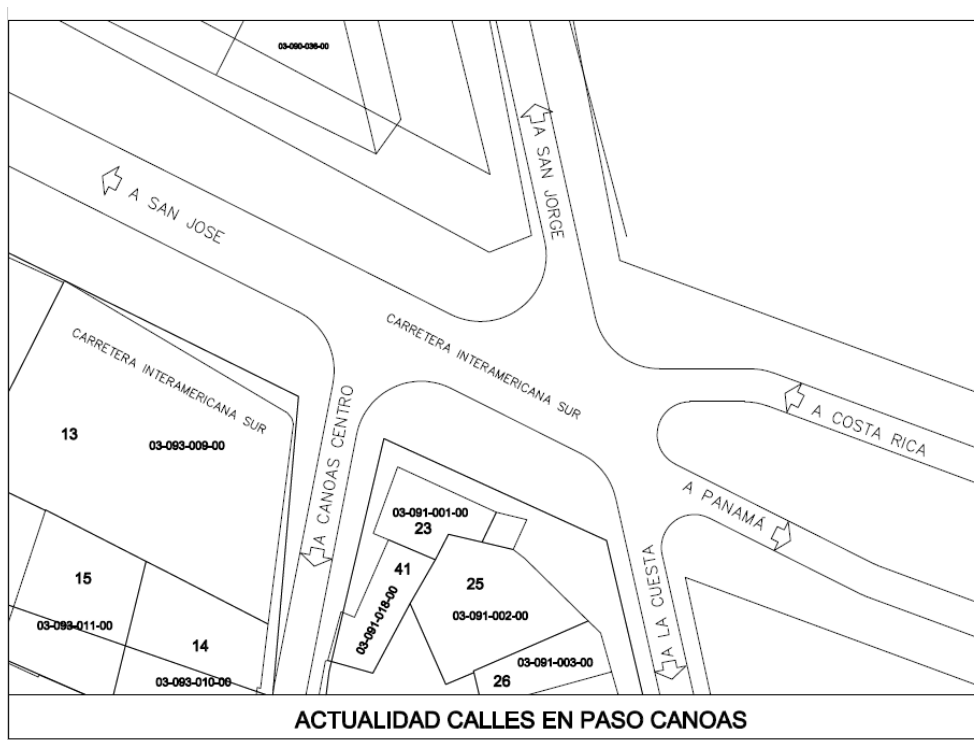 03-090-036-00
A SAN JORGE
A SAN JOSE
CARRETERA INTERAMERICANA SUR
CARRETERA INTERAMERICANA SUR
A COSTA RICA
A CANOAS CENTRO
13
03-093-009-00
A PANAMÁ
03-091-001-00
23
41
03-091-018-00
25
03-091-002-00
A LA CUESTA
15
03-093-011-00
14
03-093-010-00
03-091-003-00
26
ACTUALIDAD CALLES EN PASO CANOAS